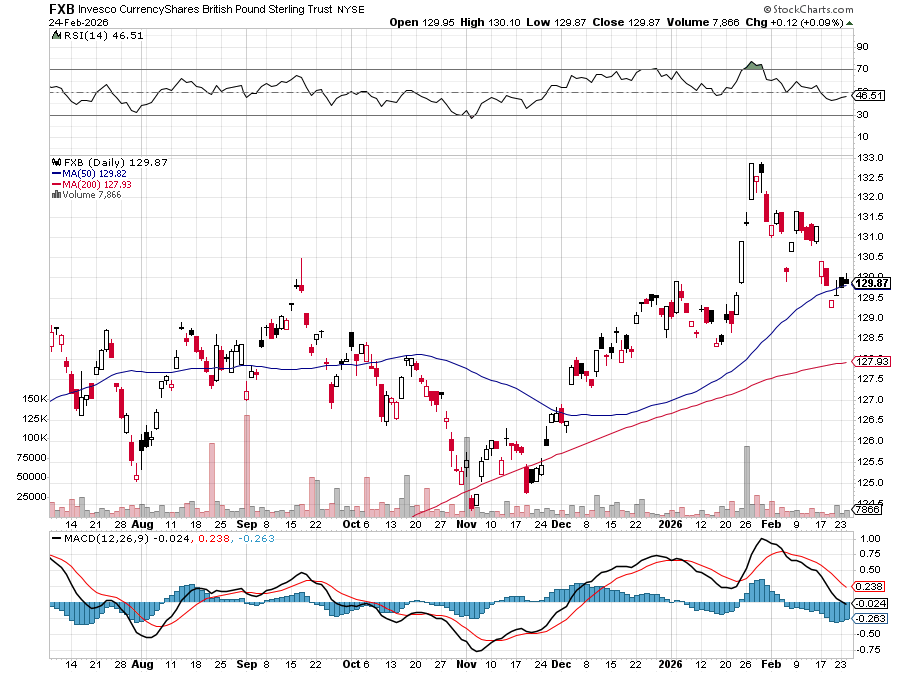 FXB Invesco CurrencyShares British Pound Sterling Trust NYSE
© StockCharts.com
24-Feb-2026
Open 129.95 High 130.10 Low 129.87 Close 129.87 Volume 7,866 Chg +0.12 (+0.09%)
RSI(14) 46.51
90
70
50
46.51
30
10
FXB (Daily) 129.87
MA(50) 129.82
MA(200) 127.93
Volume 7,866
133.0
132.5
132.0
131.5
131.0
130.5
130.0
129.87
129.5
129.0
128.5
128.0
127.93
127.5
127.0
126.5
126.0
125.5
125.0
124.5
7866
150K
125K
100K
75000
50000
25000
14 21 28 Aug 11 18 25 Sep 8 15 22 Oct 6 13 20 27 Nov 10 17 24 Dec 8 15 22 2026 12 20 26 Feb 9 17 23
MACD(12,26,9) -0.024, 0.238, -0.263
1.00
0.75
0.50
0.238
-0.024
-0.263
-0.50
-0.75
14 21 28 Aug 11 18 25 Sep 8 15 22 Oct 6 13 20 27 Nov 10 17 24 Dec 8 15 22 2026 12 20 26 Feb 9 17 23